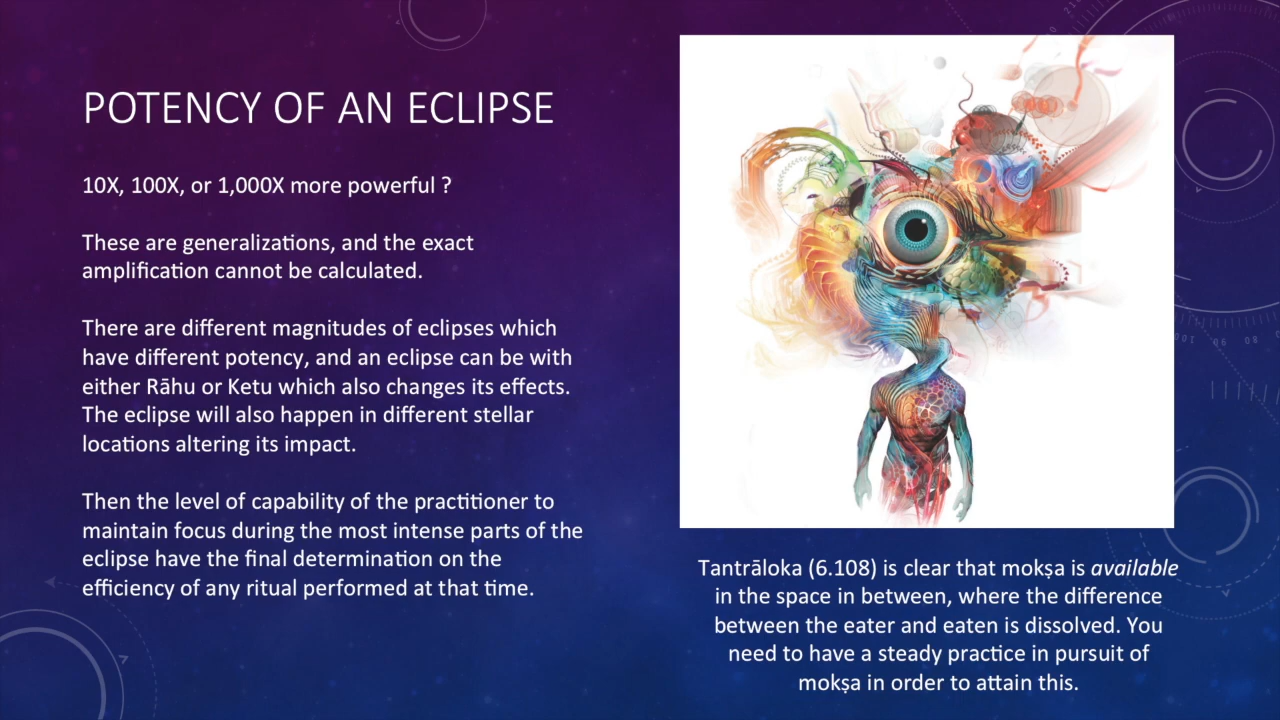 POTENCY OF AN ECLIPSE
10X, 100X, or 1,000X more powerful ?
These are generalizations, and the exact
amplification cannot be calculated.
There are different magnitudes of eclipses which
have different potency, and an eclipse can be with
either Rāhu or Ketu which also changes its effects.
The eclipse will also happen in different stellar
locations altering its impact.
Then the level of capability of the practitioner to
maintain focus during the most intense parts of the
eclipse have the final determination on the
efficiency of any ritual performed at that time.
Tantrāloka (6.108) is clear that mokṣa is available
in the space in between, where the difference
between the eater and eaten is dissolved. You
need to have a steady practice in pursuit of
mokṣa in order to attain this.